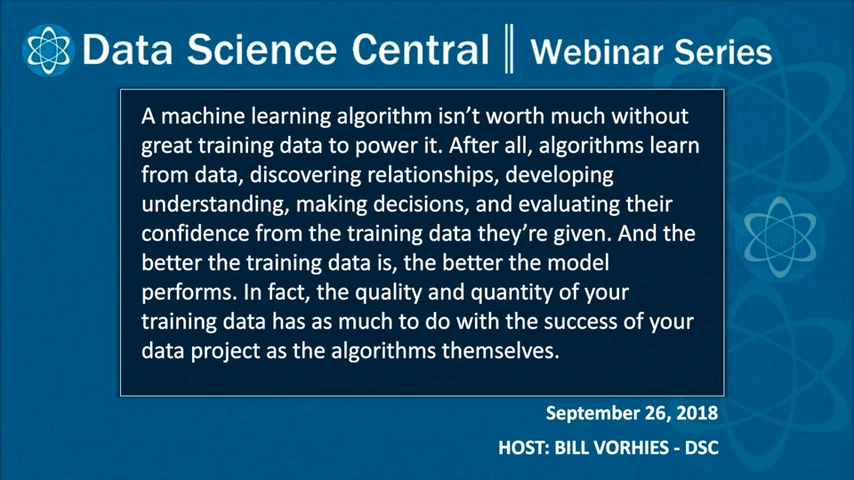 Data Science Central || Webinar Series
A machine learning algorithm isn’t worth much without
great training data to power it. After all, algorithms learn
from data, discovering relationships, developing
understanding, making decisions, and evaluating their
confidence from the training data they’re given. And the
better the training data is, the better the model
performs. In fact, the quality and quantity of your
training data has as much to do with the success of your
data project as the algorithms themselves.
September 26, 2018
HOST: BILL VORHIES - DSC